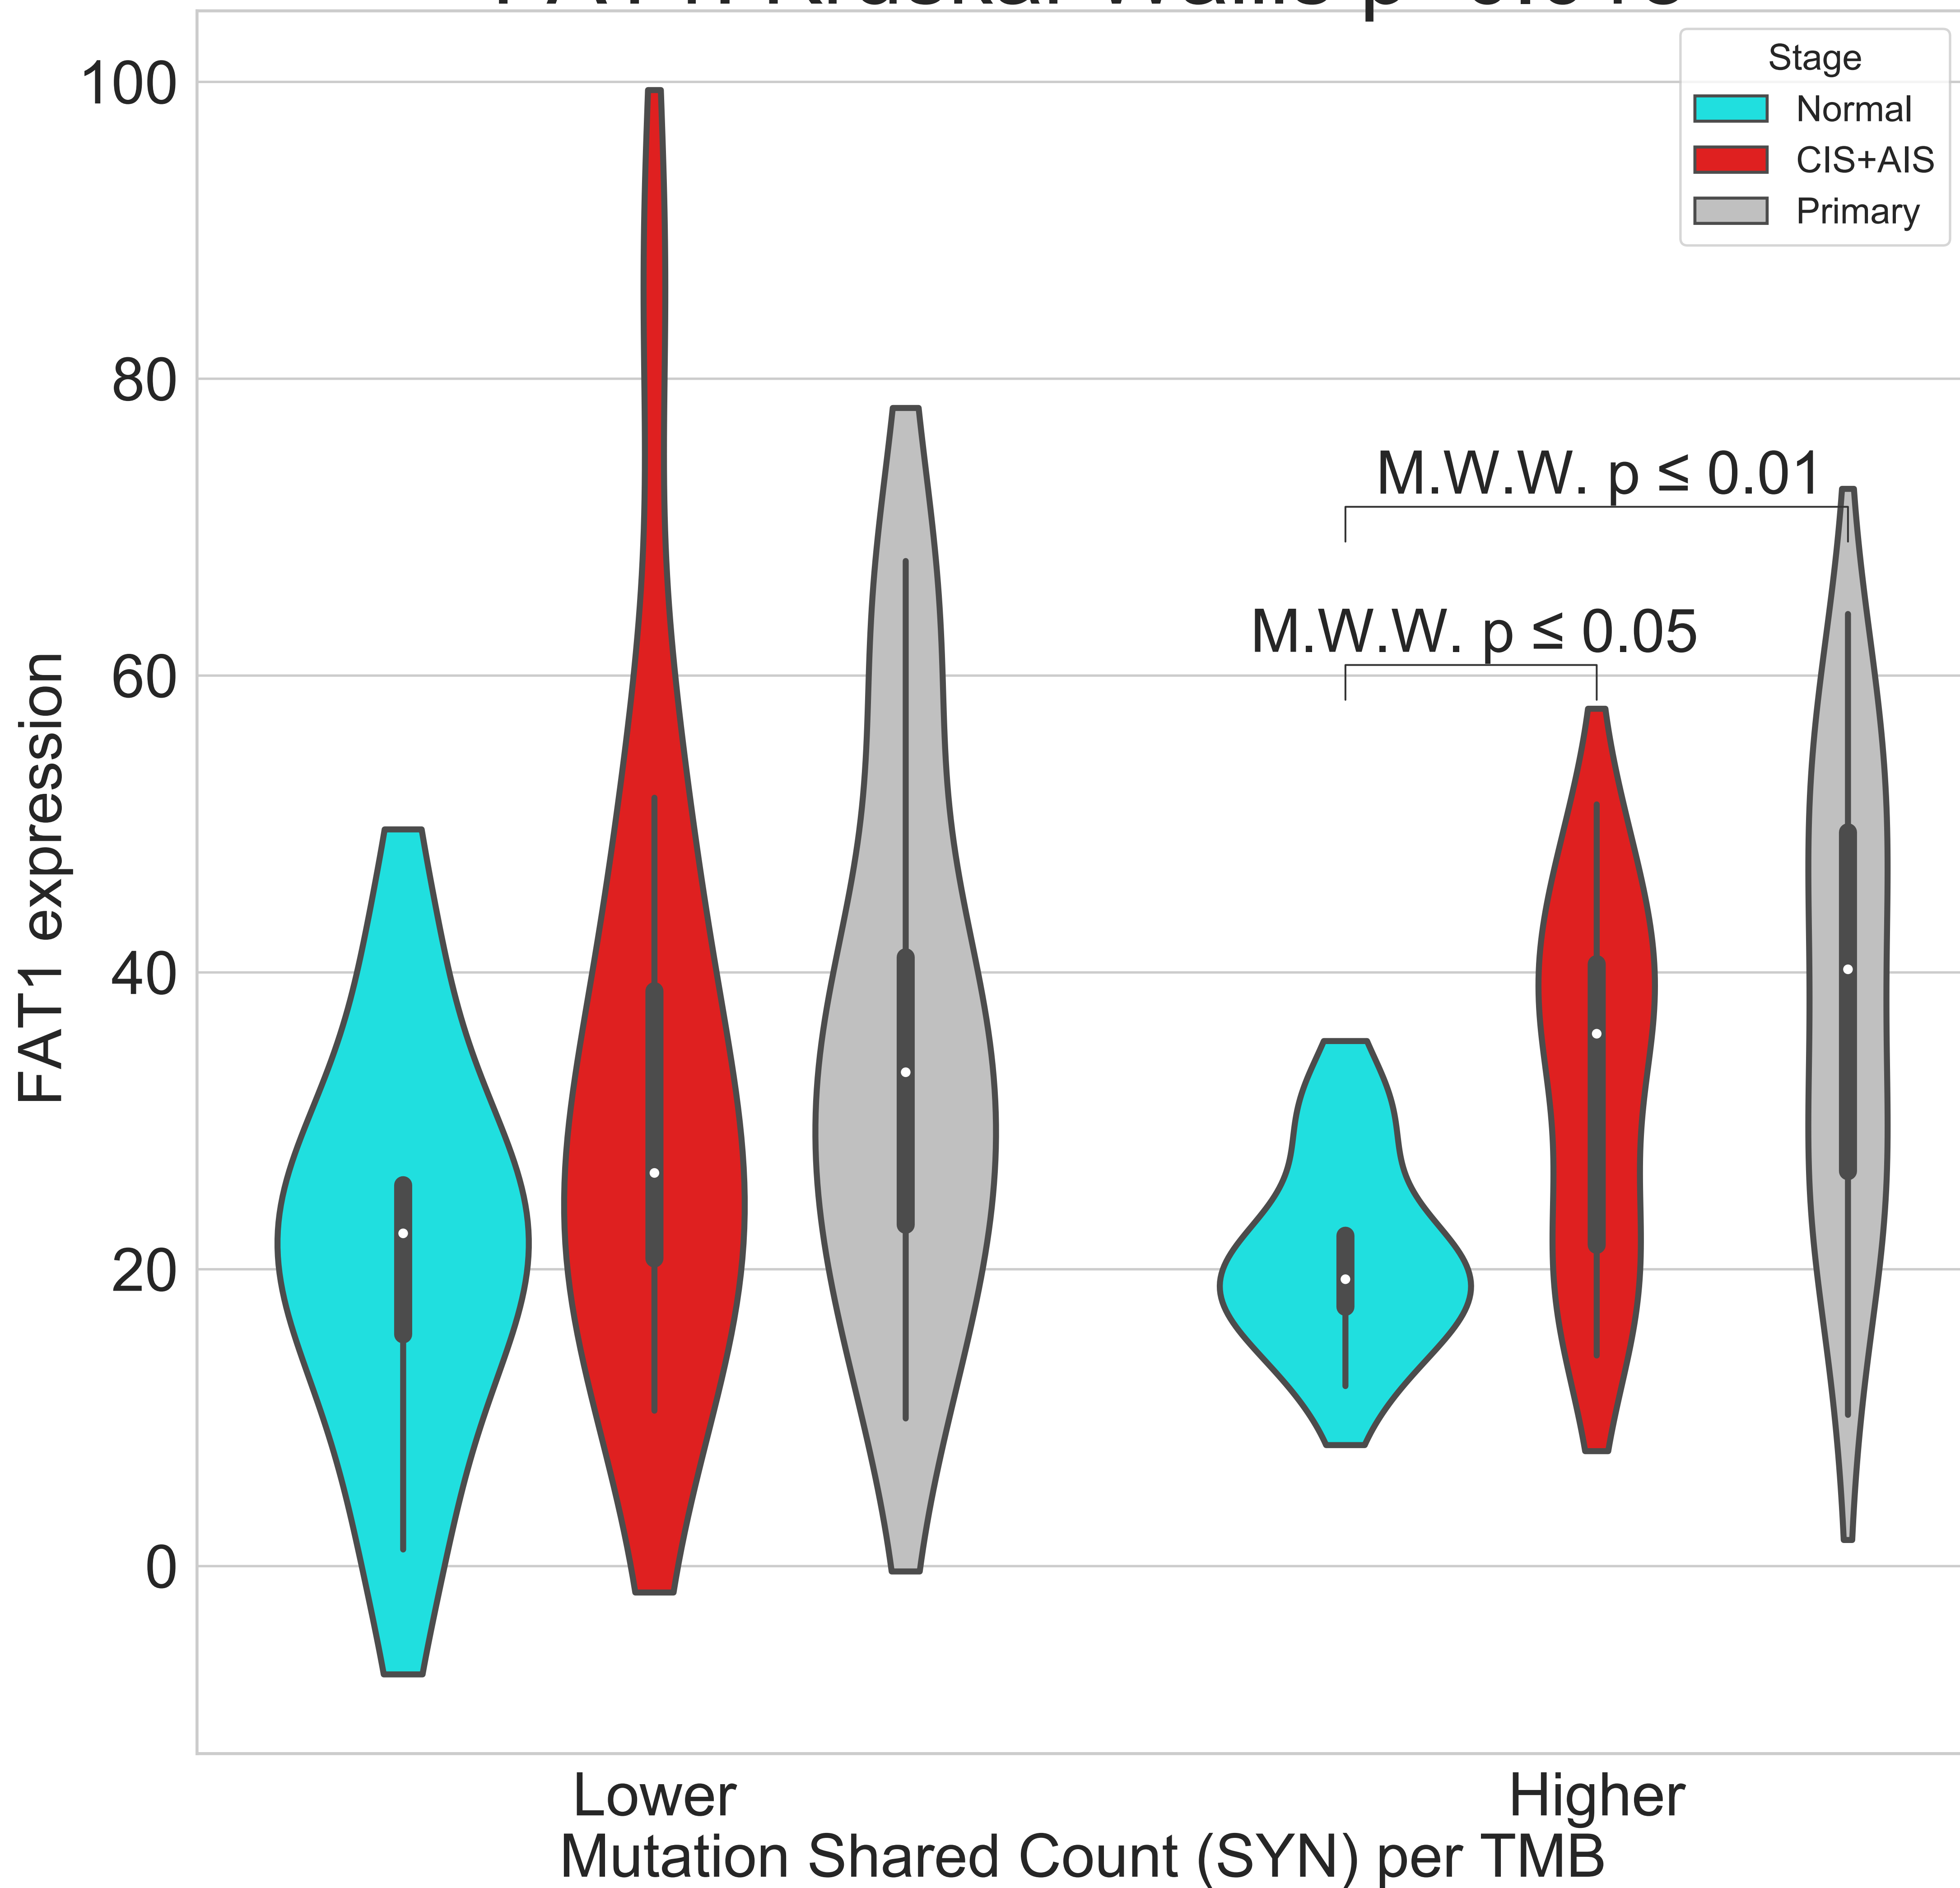 Stage
Normal
CIS+AIS
Primary
100
80
60
40
20
0
FAT1 expression
M.W.W. p ≤ 0.01
M.W.W. p ≤ 0.05
Lower
Higher
Mutation Shared Count (SYN) per TMB